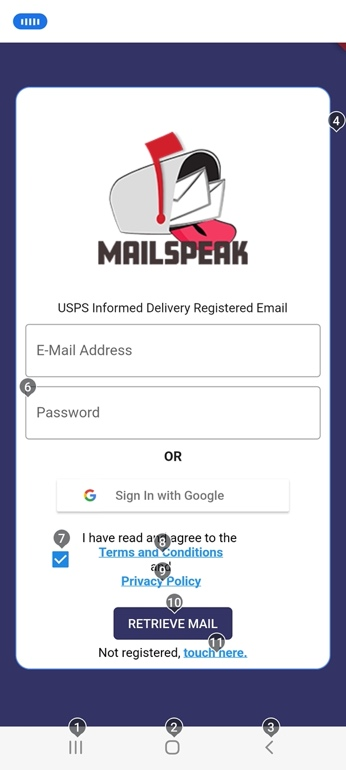 4
MAILSPEAK
USPS Informed Delivery Registered Email
E-Mail Address
6
Password
OR
Sign In with Google
7
I have read and agree to the
8
Terms and Conditions
and
9
Privacy Policy
10
RETRIEVE MAIL
11
Not registered, touch here.
1
2
3